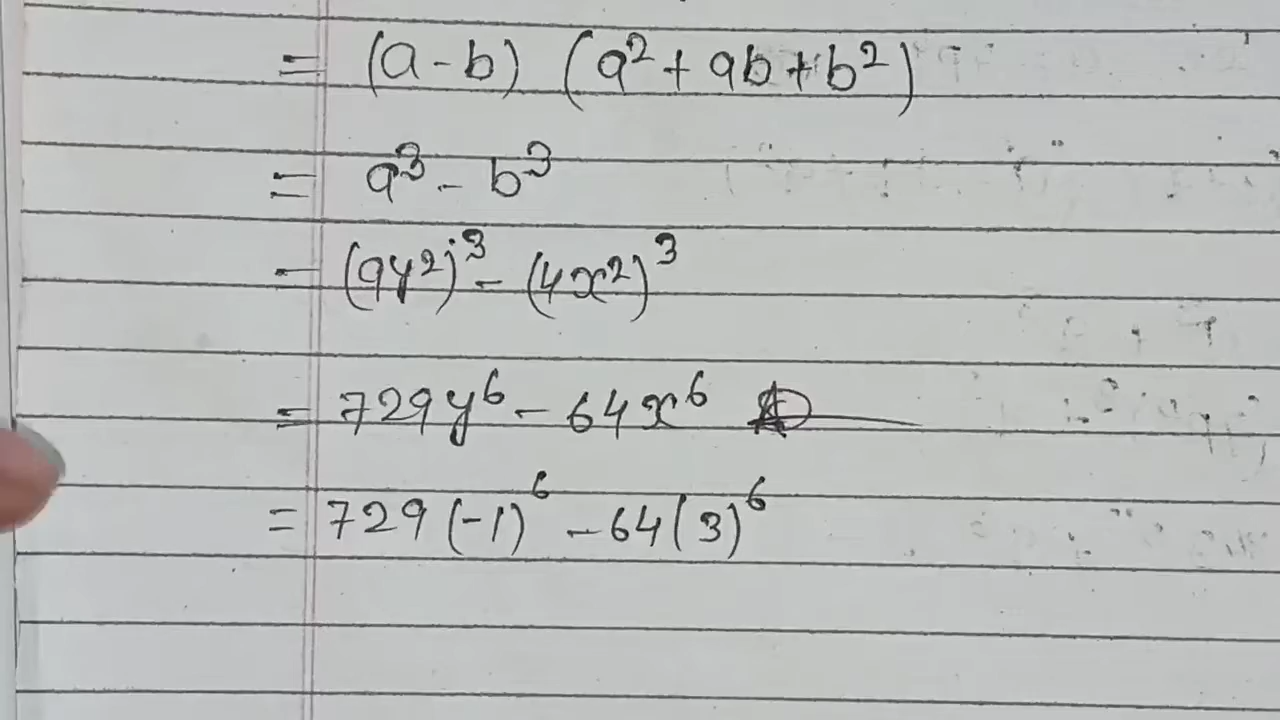 = (a - b) (a² + ab + b²)
= a³ - b³
= (9y²)³ - (4x²)³
= 729y⁶ - 64x⁶
= 729(-1)⁶ - 64(3)⁶